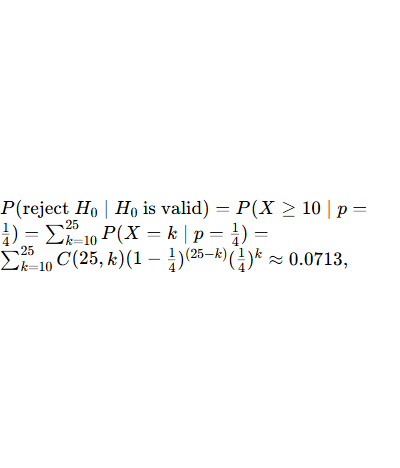 P(reject H₀ | H₀ is valid) = P(X ≥ 10 | p =
1/4) = ∑_{k=10}^{25} P(X = k | p = 1/4) =
∑_{k=10}^{25} C(25, k)(1 − 1/4)^{(25−k)}(1/4)^k ≈ 0.0713,